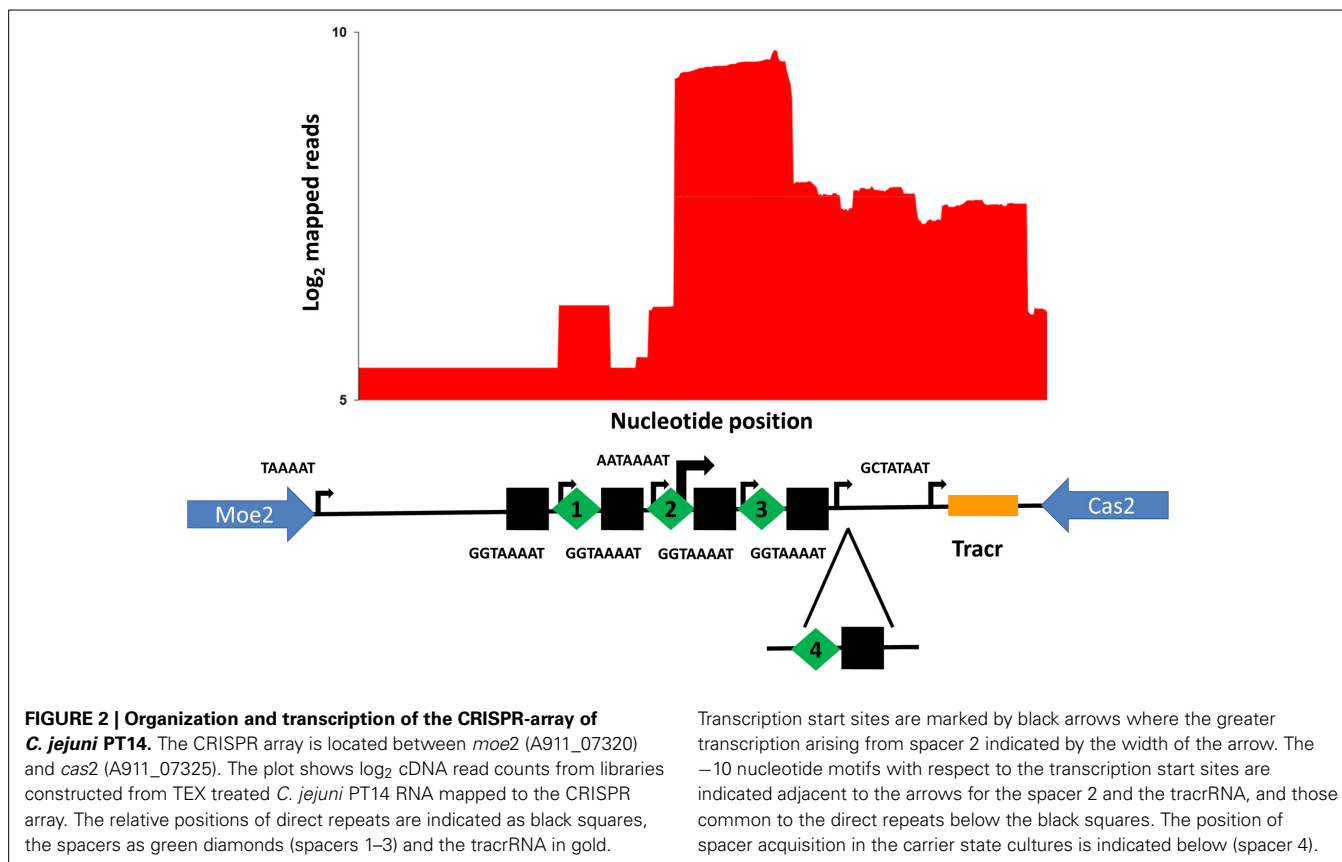 10
Log2 mapped reads
5
Nucleotide position
TAAAAT
AATAAAAT
GCTATAAT
Moe2
1
2
3
Cas2
GGTAAAAT GGTAAAAT GGTAAAAT GGTAAAAT
Tracr
4
FIGURE 2 | Organization and transcription of the CRISPR-array of
C. jejuni PT14. The CRISPR array is located between moe2 (A911_07320)
and cas2 (A911_07325). The plot shows log2 cDNA read counts from libraries
constructed from TEX treated C. jejuni PT14 RNA mapped to the CRISPR
array. The relative positions of direct repeats are indicated as black squares,
the spacers as green diamonds (spacers 1–3) and the tracrRNA in gold.
Transcription start sites are marked by black arrows where the greater
transcription arising from spacer 2 indicated by the width of the arrow. The
−10 nucleotide motifs with respect to the transcription start sites are
indicated adjacent to the arrows for the spacer 2 and the tracrRNA, and those
common to the direct repeats below the black squares. The position of
spacer acquisition in the carrier state cultures is indicated below (spacer 4).